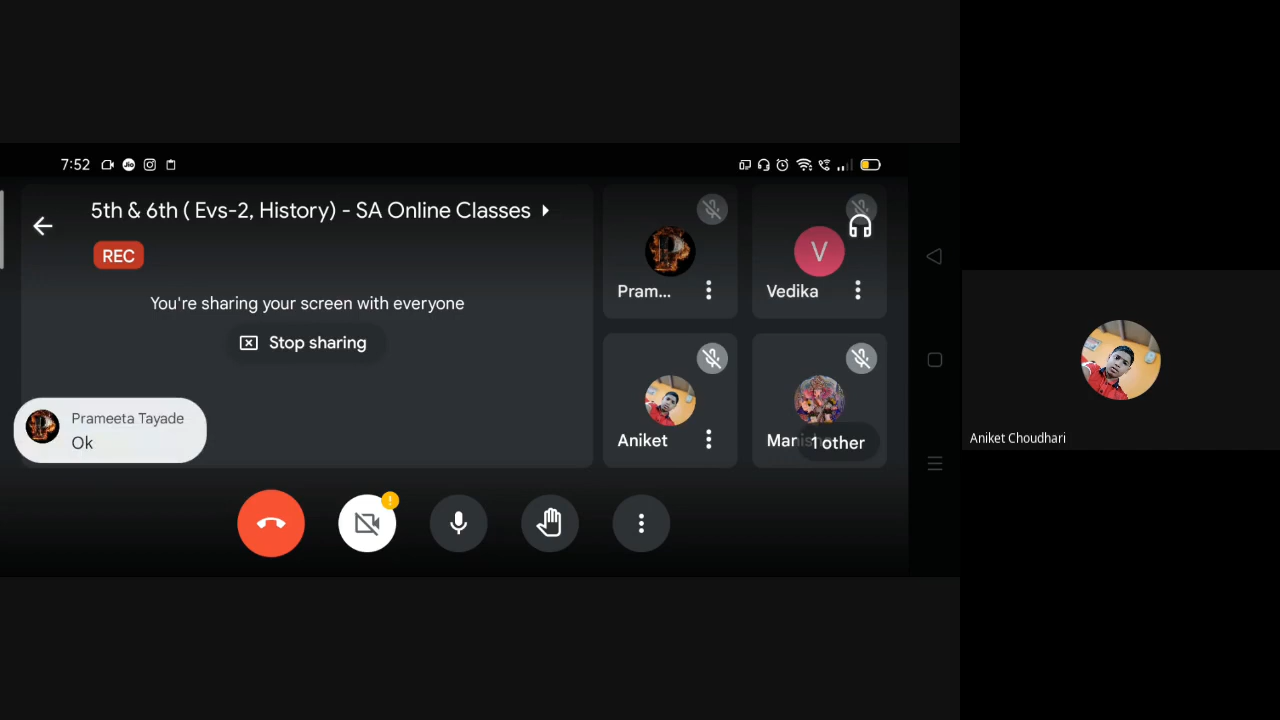 7:52
5th & 6th ( Evs-2, History) - SA Online Classes
REC
You're sharing your screen with everyone
Stop sharing
Prameeta Tayade
Ok
Pram...
V
Vedika
Aniket
1 other
Aniket Choudhari